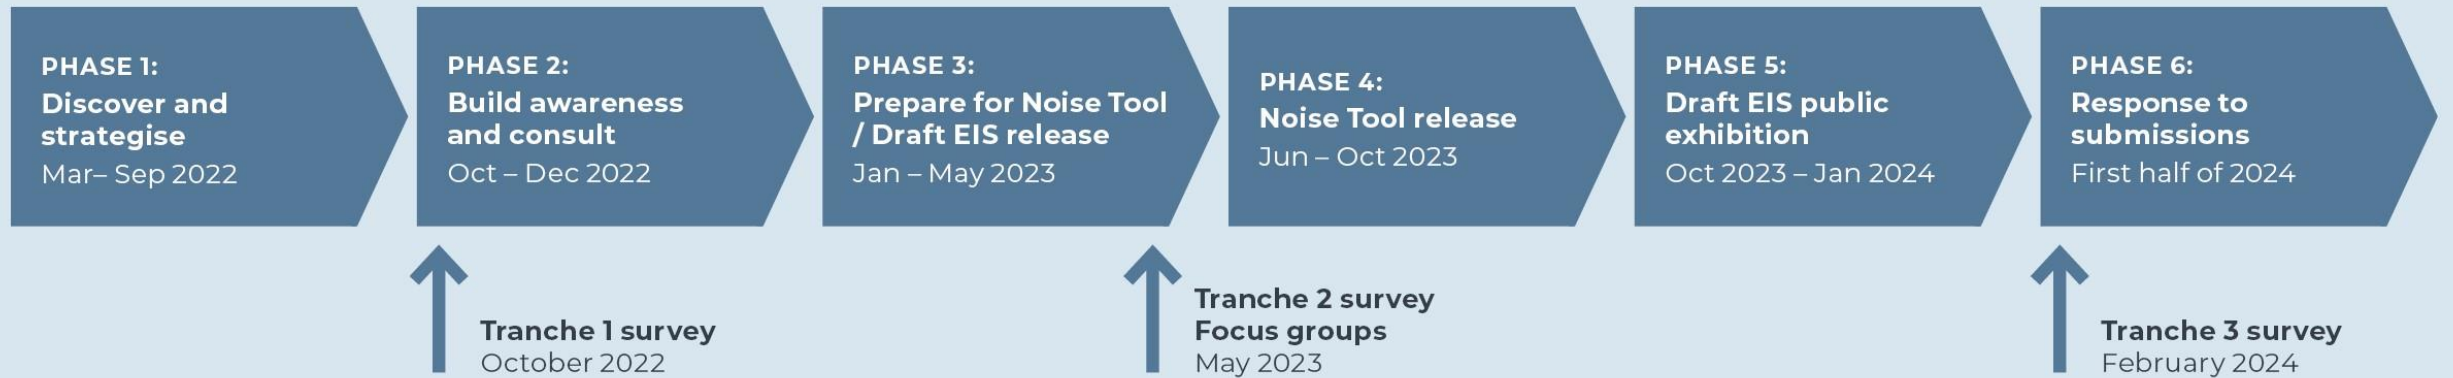 PHASE 1:
Discover and
strategise
Mar– Sep 2022
PHASE 2:
Build awareness
and consult
Oct – Dec 2022
PHASE 3:
Prepare for Noise Tool
/ Draft EIS release
Jan – May 2023
PHASE 4:
Noise Tool release
Jun – Oct 2023
PHASE 5:
Draft EIS public
exhibition
Oct 2023 – Jan 2024
PHASE 6:
Response to
submissions
First half of 2024
Tranche 1 survey
October 2022
Tranche 2 survey
Focus groups
May 2023
Tranche 3 survey
February 2024